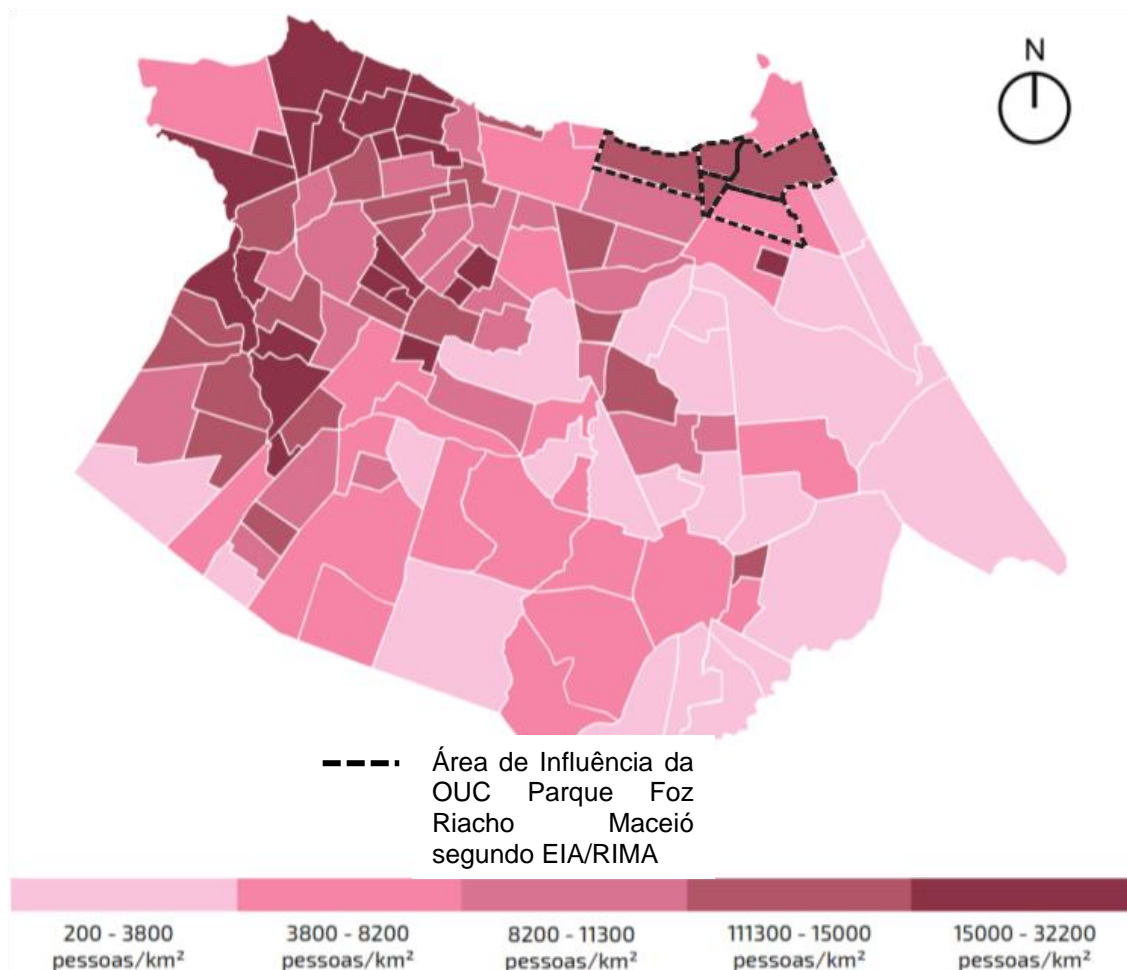 N
Área de Influência da
OUC Parque Foz
Riacho Maceió
segundo EIA/RIMA
200 - 3800
pessoas/km²
3800 - 8200
pessoas/km²
8200 - 11300
pessoas/km²
111300 - 15000
pessoas/km²
15000 - 32200
pessoas/km²